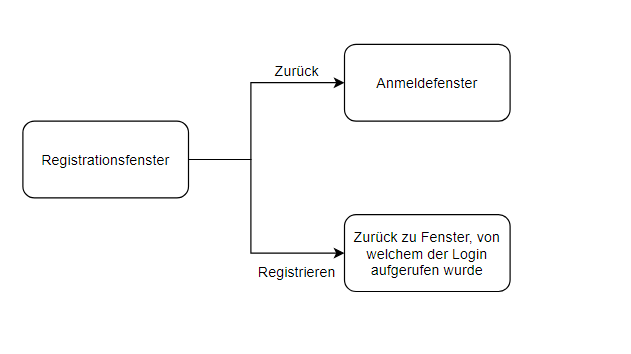 Zurück
Anmeldefenster
Registrationsfenster
Zurück zu Fenster, von
welchem der Login
aufgerufen wurde
Registrieren